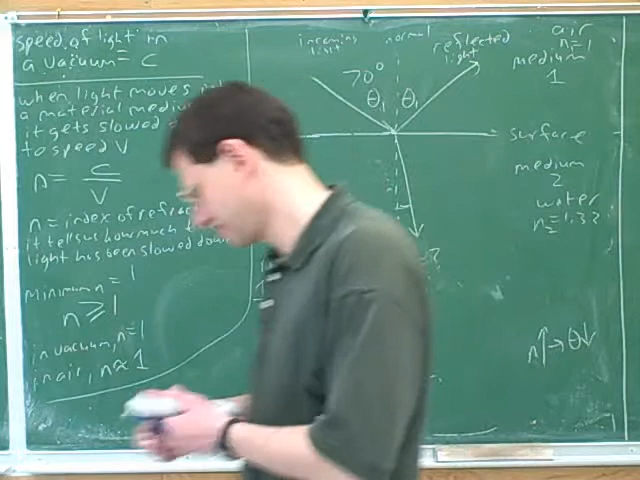 speed of light in
a vacuum = c
when light moves
a material medium
it gets slowed
to speed v
n = c/v
n = index of refrac
it tells us how much
light has been slowed down
minimum n = 1
n ≥ 1
in vacuum, n = 1
in air, n ≈ 1
incoming
light
normal
reflected
light
70°
θ₁ θ₁
air
n = 1
medium
1
surface
medium
2
water
n₂ = 1.33
?
n↑ → θ↓